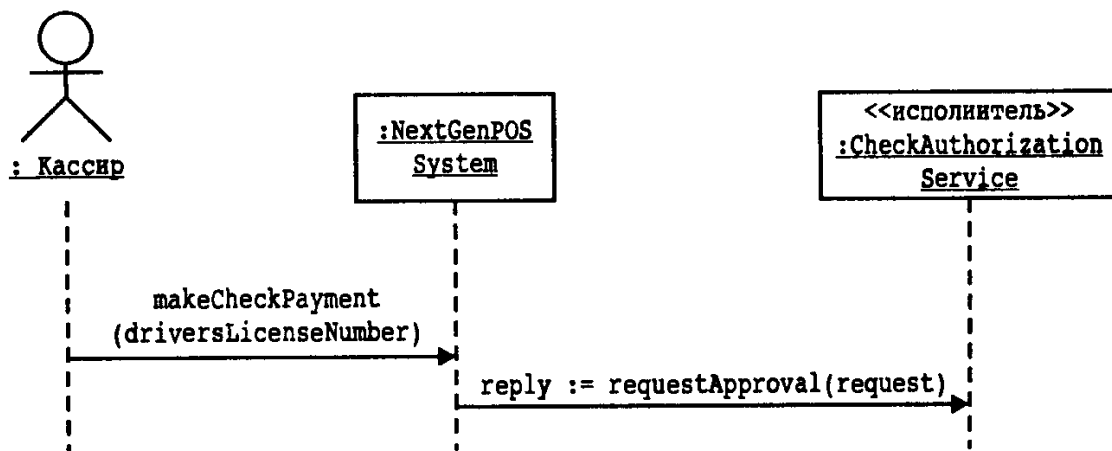 : Кассир
:NextGenPOS
System
<<исполнитель>>
:CheckAuthorization
Service
makeCheckPayment
(driversLicenseNumber)
reply := requestApproval(request)